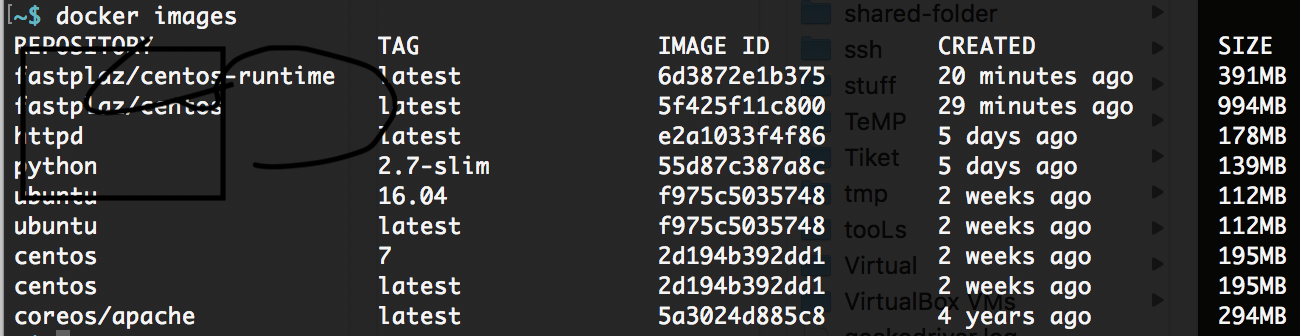 [~$ docker images
REPOSITORY TAG IMAGE ID CREATED SIZE
fastplaz/centos-runtime latest 6d3872e1b375 20 minutes ago 391MB
fastplaz/centos latest 5f425f11c800 29 minutes ago 994MB
httpd latest e2a1033f4f86 5 days ago 178MB
python 2.7-slim 55d87c387a8c 5 days ago 139MB
ubuntu 16.04 f975c5035748 2 weeks ago 112MB
ubuntu latest f975c5035748 2 weeks ago 112MB
centos 7 2d194b392dd1 2 weeks ago 195MB
centos latest 2d194b392dd1 2 weeks ago 195MB
coreos/apache latest 5a3024d885c8 4 years ago 294MB
shared-folder
ssh
stuff
TeMP
Tiket
tmp
tooLs
Virtual
VirtualBox VMs
geckodriver.log